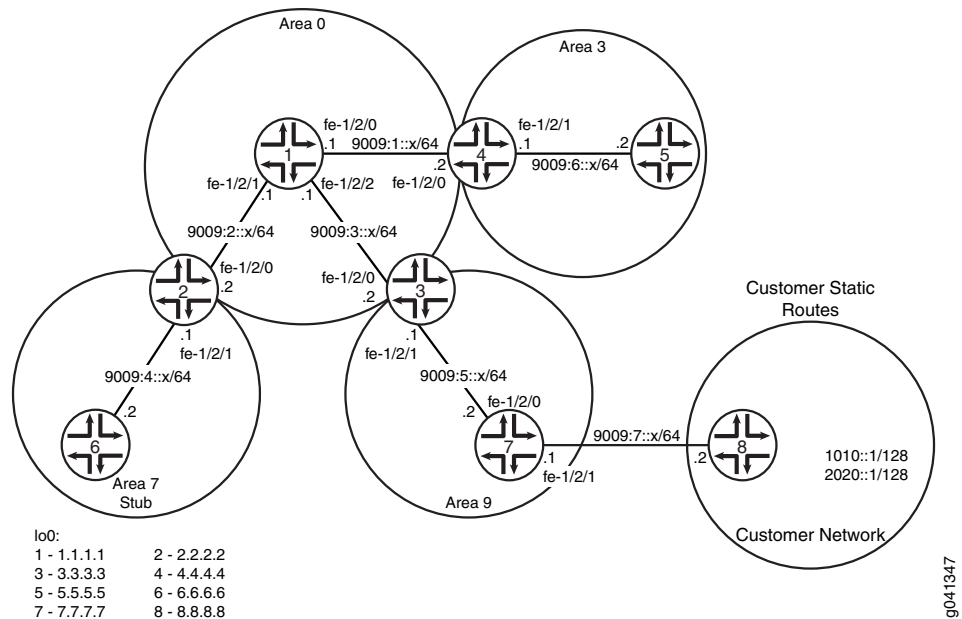 Area 0
Area 3
fe-1/2/0
fe-1/2/1
.1
9009:1::x/64
.1
.2
1
4
5
.2
9009:6::x/64
fe-1/2/1
fe-1/2/2
fe-1/2/0
.1
.1
9009:2::x/64
9009:3::x/64
fe-1/2/0
fe-1/2/0
2
.2
.2
3
Customer Static
Routes
.1
fe-1/2/1
.1
fe-1/2/1
9009:4::x/64
9009:5::x/64
.2
.2
fe-1/2/0
6
7
9009:7::x/64
8
.1
.2
1010::1/128
2020::1/128
fe-1/2/1
Area 7
Stub
Area 9
Customer Network
lo0:
1 - 1.1.1.1 2 - 2.2.2.2
3 - 3.3.3.3 4 - 4.4.4.4
5 - 5.5.5.5 6 - 6.6.6.6
7 - 7.7.7.7 8 - 8.8.8.8
g041347